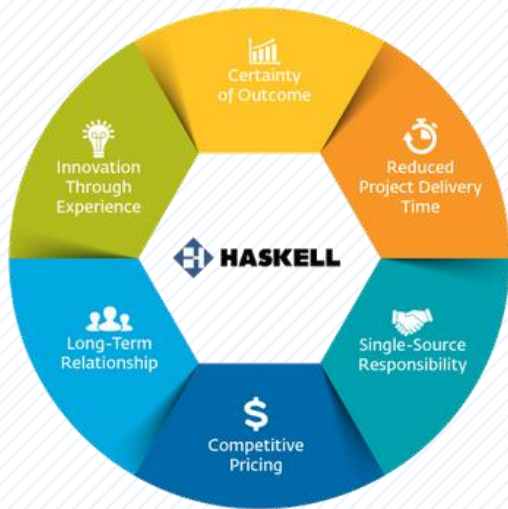 Certainty
of Outcome
Reduced
Project Delivery
Time
Single-Source
Responsibility
Competitive
Pricing
Long-Term
Relationship
Innovation
Through
Experience
H HASKELL
$